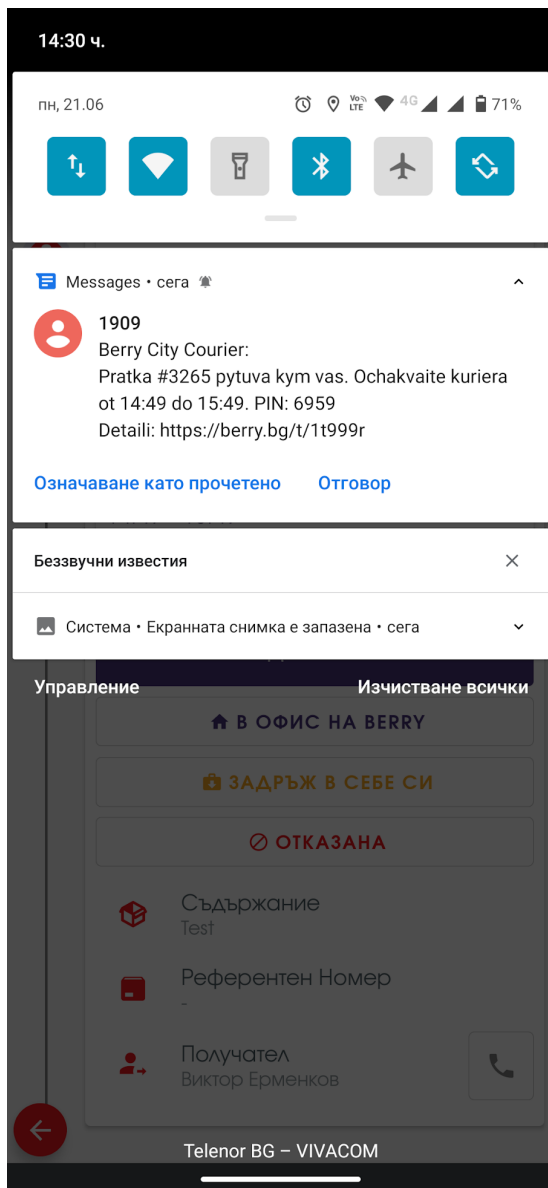 14:30 ч.
пн, 21.06
Vo
LTE
4G
71%
Messages • сега
1909
Berry City Courier:
Pratka #3265 pytuva kym vas. Ochakvaite kuriera
ot 14:49 do 15:49. PIN: 6959
Detaili: https://berry.bg/t/1t999r
Означаване като прочетено Отговор
Беззвучни известия
Система • Екранната снимка е запазена • сега
Управление Изчистване всички
В ОФИС НА BERRY
ЗАДРЪЖ В СЕБЕ СИ
ОТКАЗАНА
Съдържание
Test
Референтен Номер
-
Получател
Виктор Ерменков
Telenor BG – VIVACOM